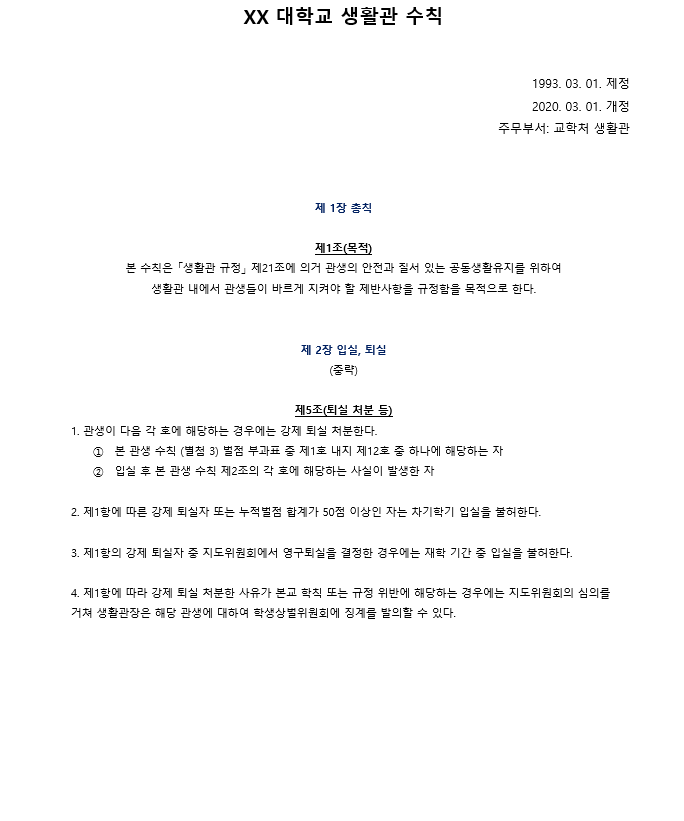 XX 대학교 생활관 수칙
1993. 03. 01. 제정
2020. 03. 01. 개정
주무부서: 교학처 생활관
제 1장 총칙
제1조(목적)
본 수칙은 「생활관 규정」 제21조에 의거 관생의 안전과 질서 있는 공동생활유지를 위하여
생활관 내에서 관생들이 바르게 지켜야 할 제반사항을 규정함을 목적으로 한다.
제 2장 입실, 퇴실
(중략)
제5조(퇴실 처분 등)
1. 관생이 다음 각 호에 해당하는 경우에는 강제 퇴실 처분한다.
① 본 관생 수칙 (별첨 3) 벌점 부과표 중 제1호 내지 제12호 중 하나에 해당하는 자
② 입실 후 본 관생 수칙 제2조의 각 호에 해당하는 사실이 발생한 자
2. 제1항에 따른 강제 퇴실자 또는 누적벌점 합계가 50점 이상인 자는 차기학기 입실을 불허한다.
3. 제1항의 강제 퇴실자 중 지도위원회에서 영구퇴실을 결정한 경우에는 재학 기간 중 입실을 불허한다.
4. 제1항에 따라 강제 퇴실 처분한 사유가 본교 학칙 또는 규정 위반에 해당하는 경우에는 지도위원회의 심의를
거쳐 생활관장은 해당 관생에 대하여 학생상벌위원회에 징계를 발의할 수 있다.